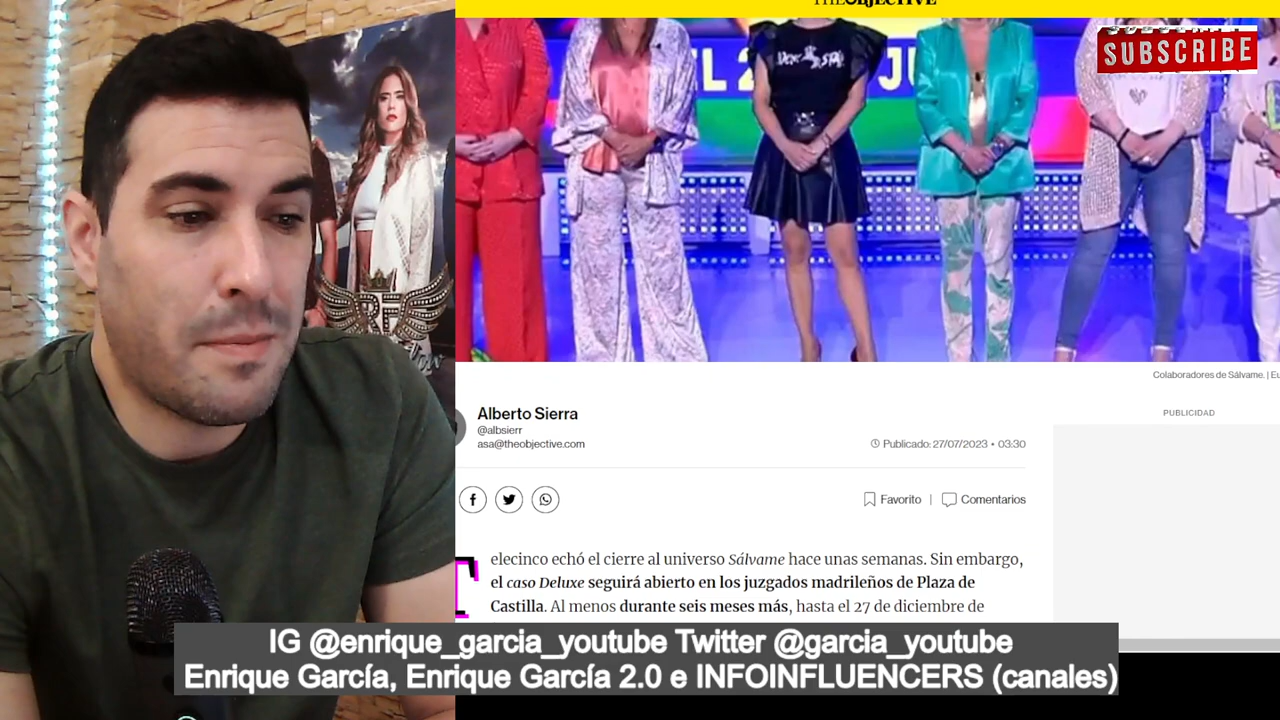 THEOBJECTIVE
SUBSCRIBE
Colaboradores de Sálvame. | Eu
Alberto Sierra
@albsierr
asa@theobjective.com
Publicado: 27/07/2023 • 03:30
PUBLICIDAD
Favorito | Comentarios
Telecinco echó el cierre al universo Sálvame hace unas semanas. Sin embargo,
el caso Deluxe seguirá abierto en los juzgados madrileños de Plaza de
Castilla. Al menos durante seis meses más, hasta el 27 de diciembre de
IG @enrique_garcia_youtube Twitter @garcia_youtube
Enrique García, Enrique García 2.0 e INFOINFLUENCERS (canales)